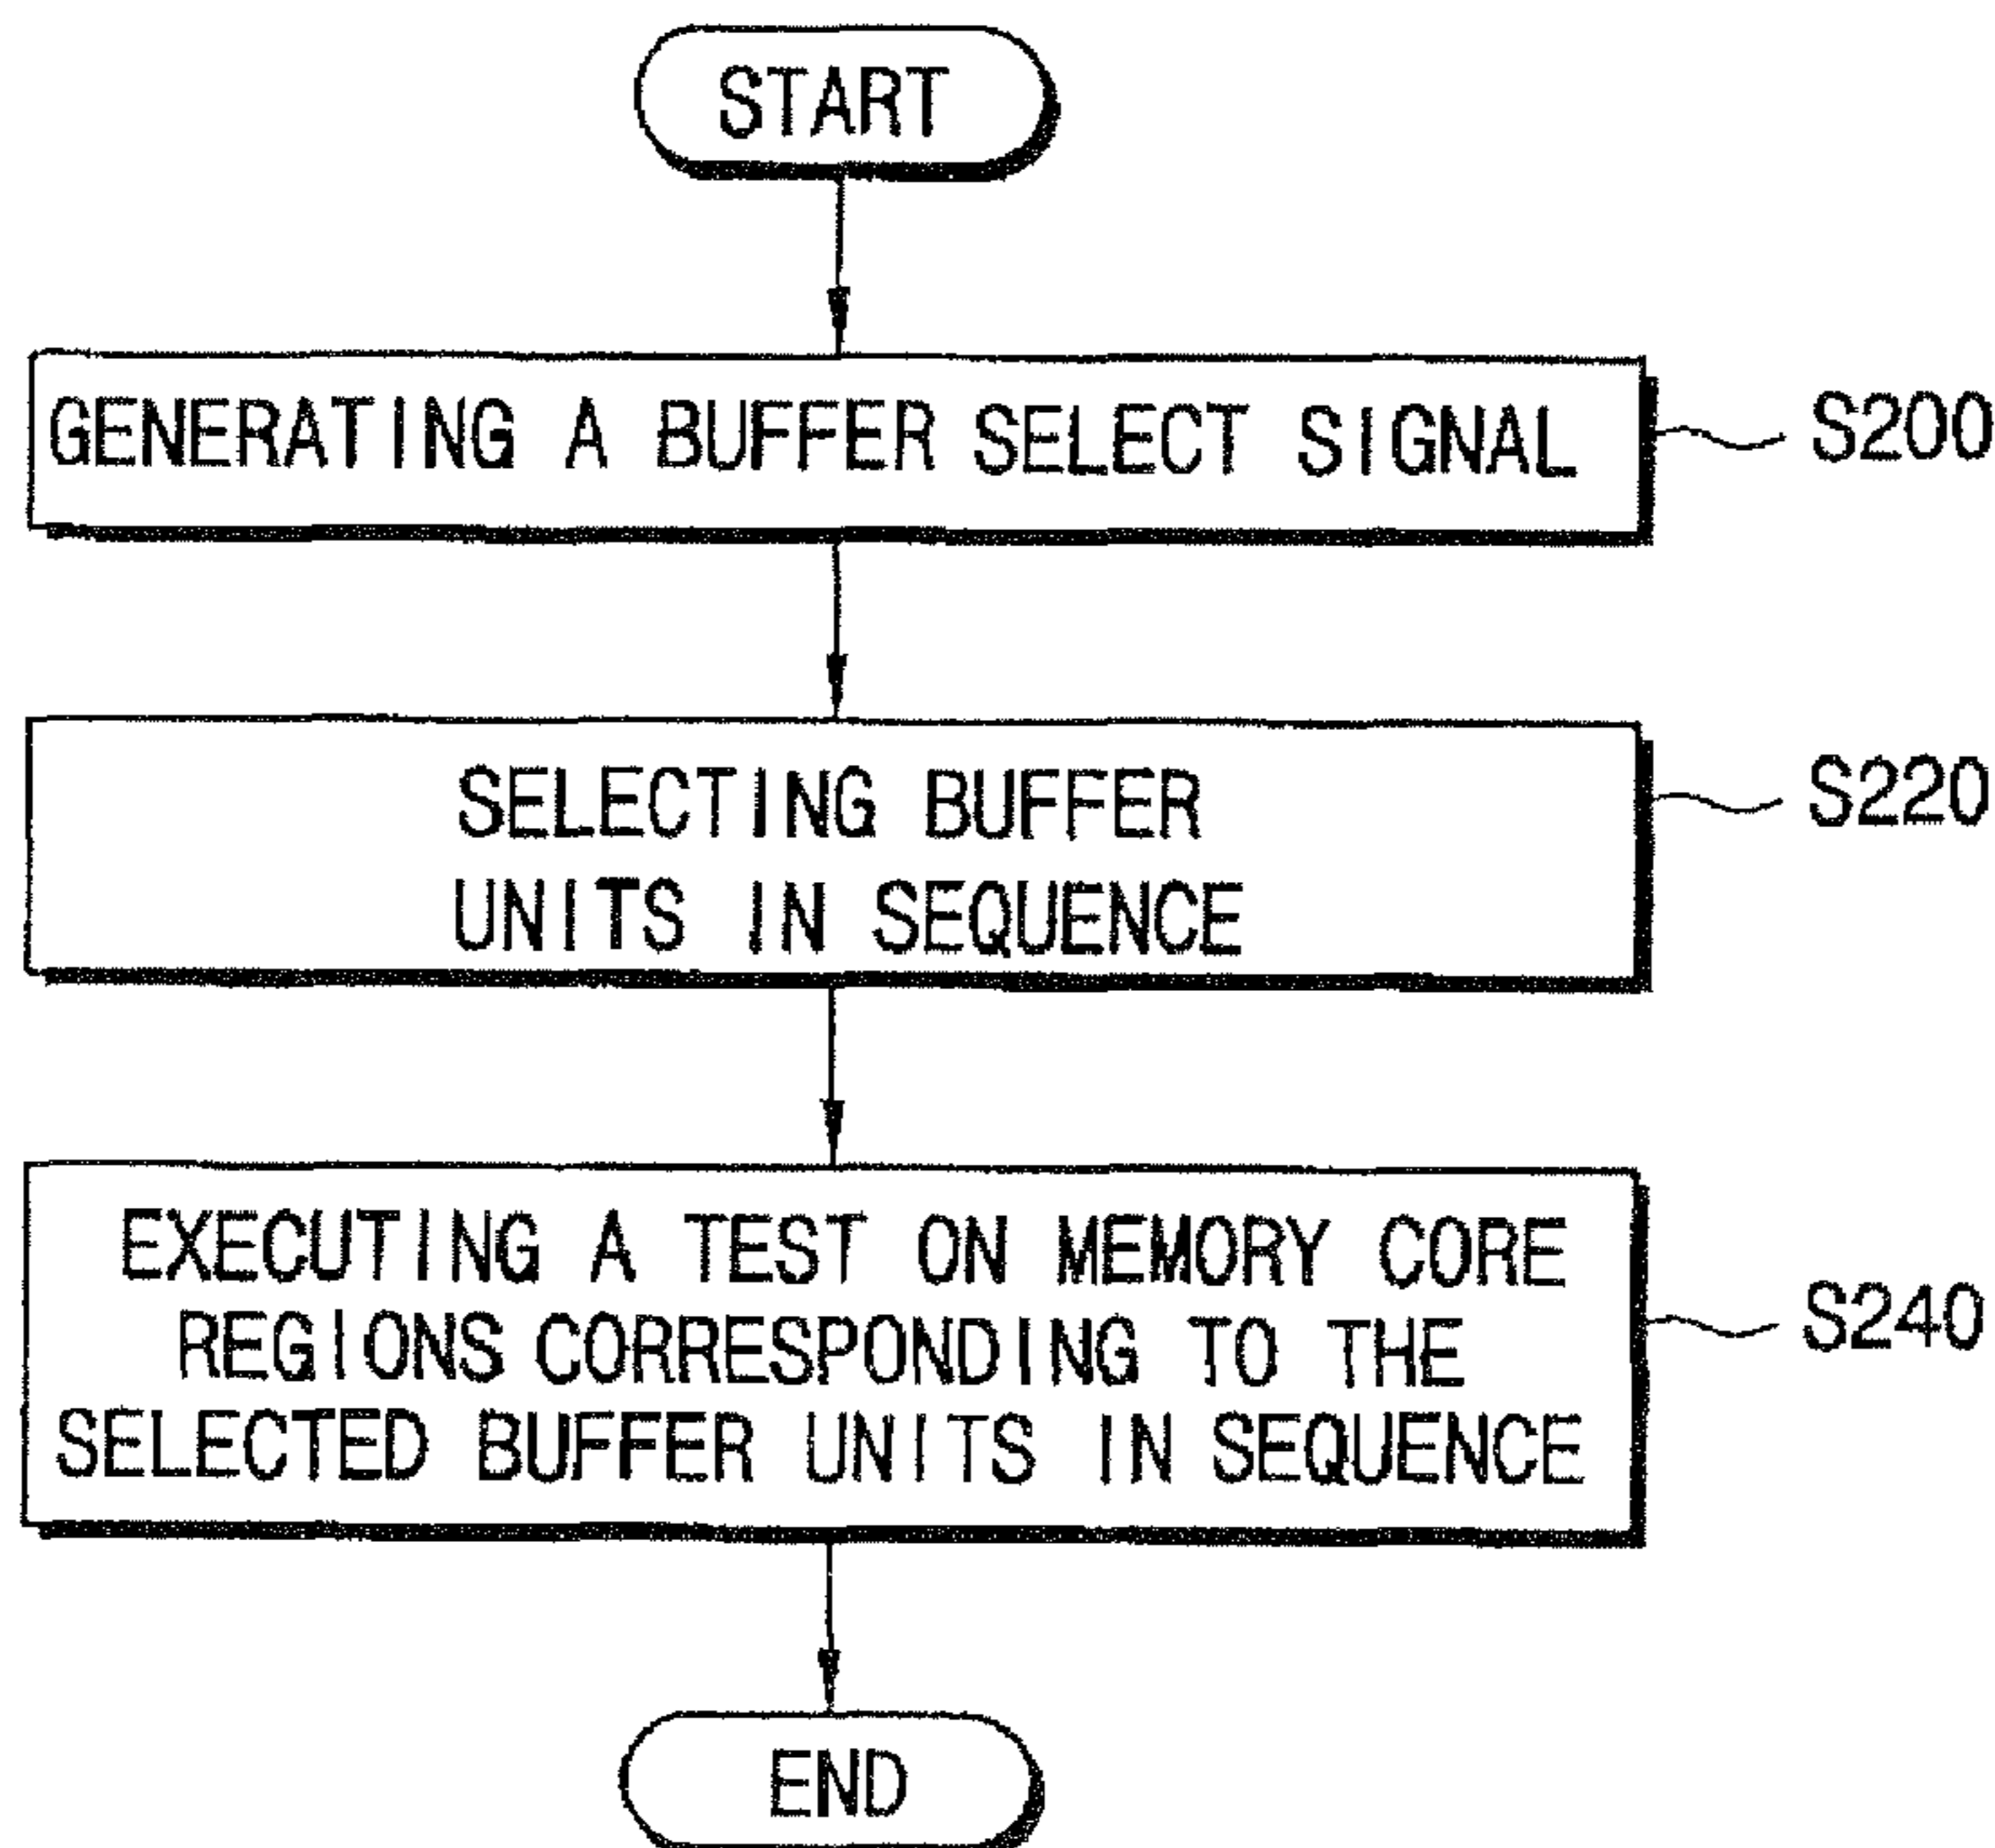 START
GENERATING A BUFFER SELECT SIGNAL
S200
SELECTING BUFFER
UNITS IN SEQUENCE
S220
EXECUTING A TEST ON MEMORY CORE
REGIONS CORRESPONDING TO THE
SELECTED BUFFER UNITS IN SEQUENCE
S240
END